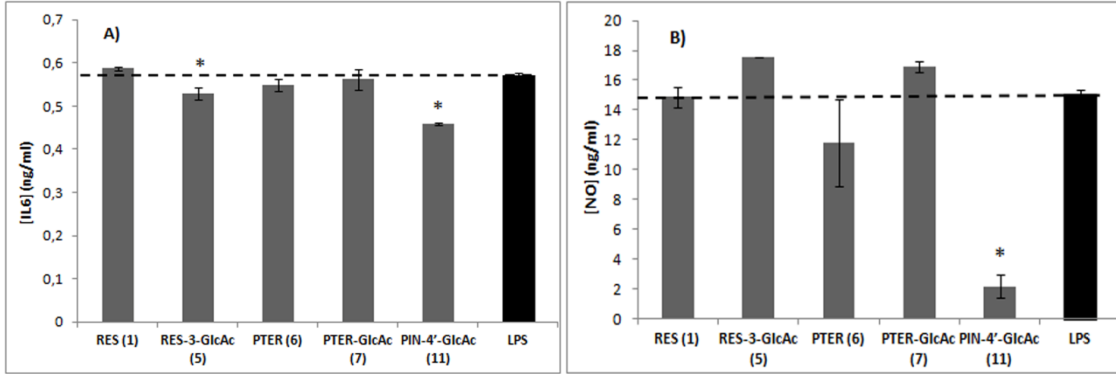 A)
[IL6] (ng/ml)
0,7
0,6
0,5
0,4
0,3
0,2
0,1
0
*
*
RES (1) RES-3-GlcAc PTER (6) PTER-GlcAc PIN-4'-GlcAc LPS
(5) (7) (11)
B)
[NO] (ng/ml)
20
18
16
14
12
10
8
6
4
2
0
*
RES (1) RES-3-GlcAc PTER (6) PTER-GlcAc PIN-4'-GlcAc LPS
(5) (7) (11)